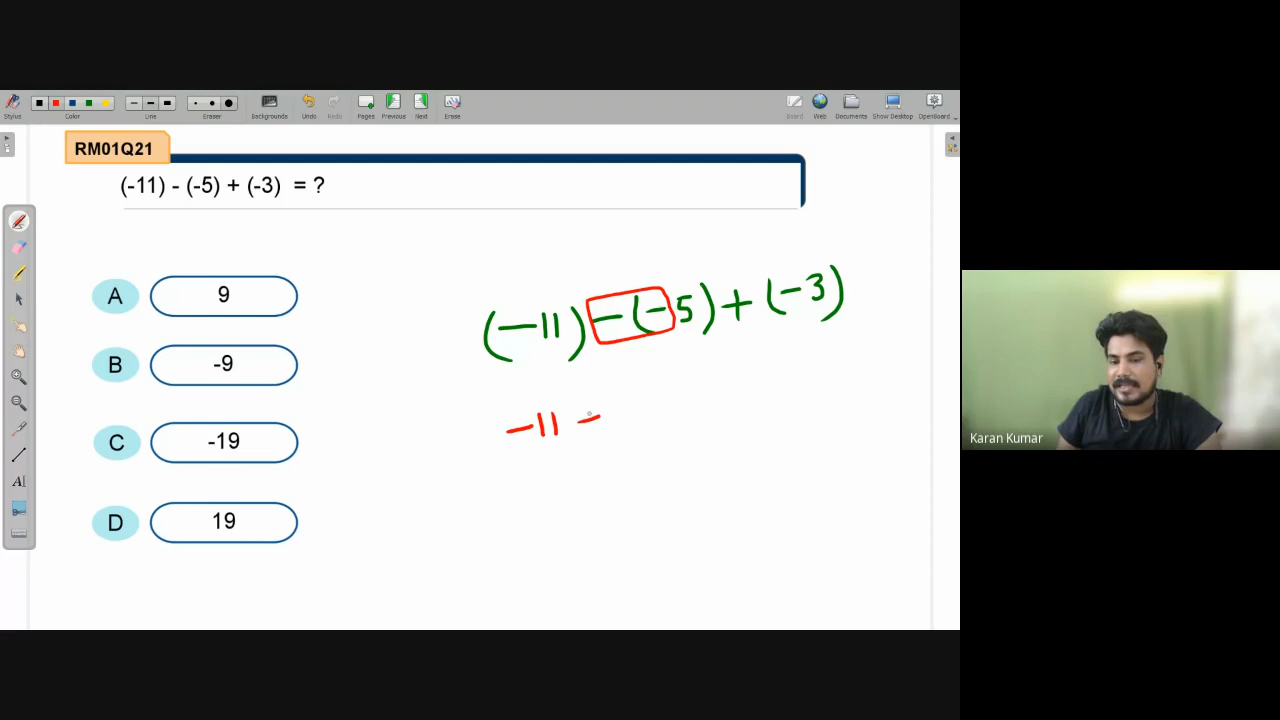 Stylus Color Line Eraser Backgrounds Undo Redo Pages Previous Next Erase Board Web Documents Show Desktop OpenBoard
RM01Q21
(-11) - (-5) + (-3) = ?
A 9
B -9
C -19
D 19
(-11) - (-5) + (-3)
-11 -
Karan Kumar